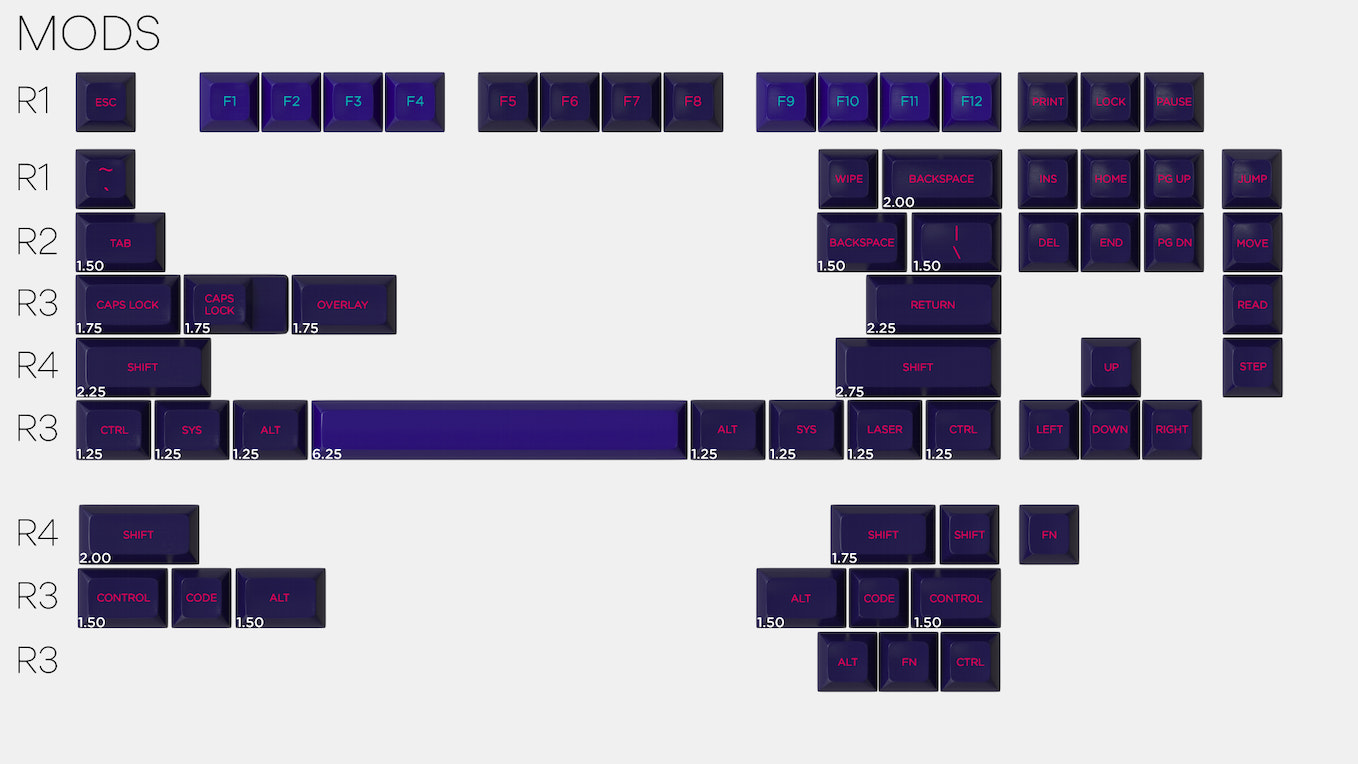 MODS
R1 ESC F1 F2 F3 F4 F5 F6 F7 F8 F9 F10 F11 F12 PRINT LOCK PAUSE
R1 ~ ` WIPE BACKSPACE 2.00 INS HOME PG UP JUMP
R2 TAB 1.50 BACKSPACE 1.50 | \ 1.50 DEL END PG DN MOVE
R3 CAPS LOCK 1.75 CAPS LOCK 1.75 OVERLAY 1.75 RETURN 2.25 READ
R4 SHIFT 2.25 SHIFT 2.75 UP STEP
R3 CTRL 1.25 SYS 1.25 ALT 1.25 6.25 ALT 1.25 SYS 1.25 LASER 1.25 CTRL 1.25 LEFT DOWN RIGHT
R4 SHIFT 2.00 SHIFT 1.75 SHIFT FN
R3 CONTROL 1.50 CODE ALT 1.50 ALT 1.50 CODE CONTROL 1.50
R3 ALT FN CTRL